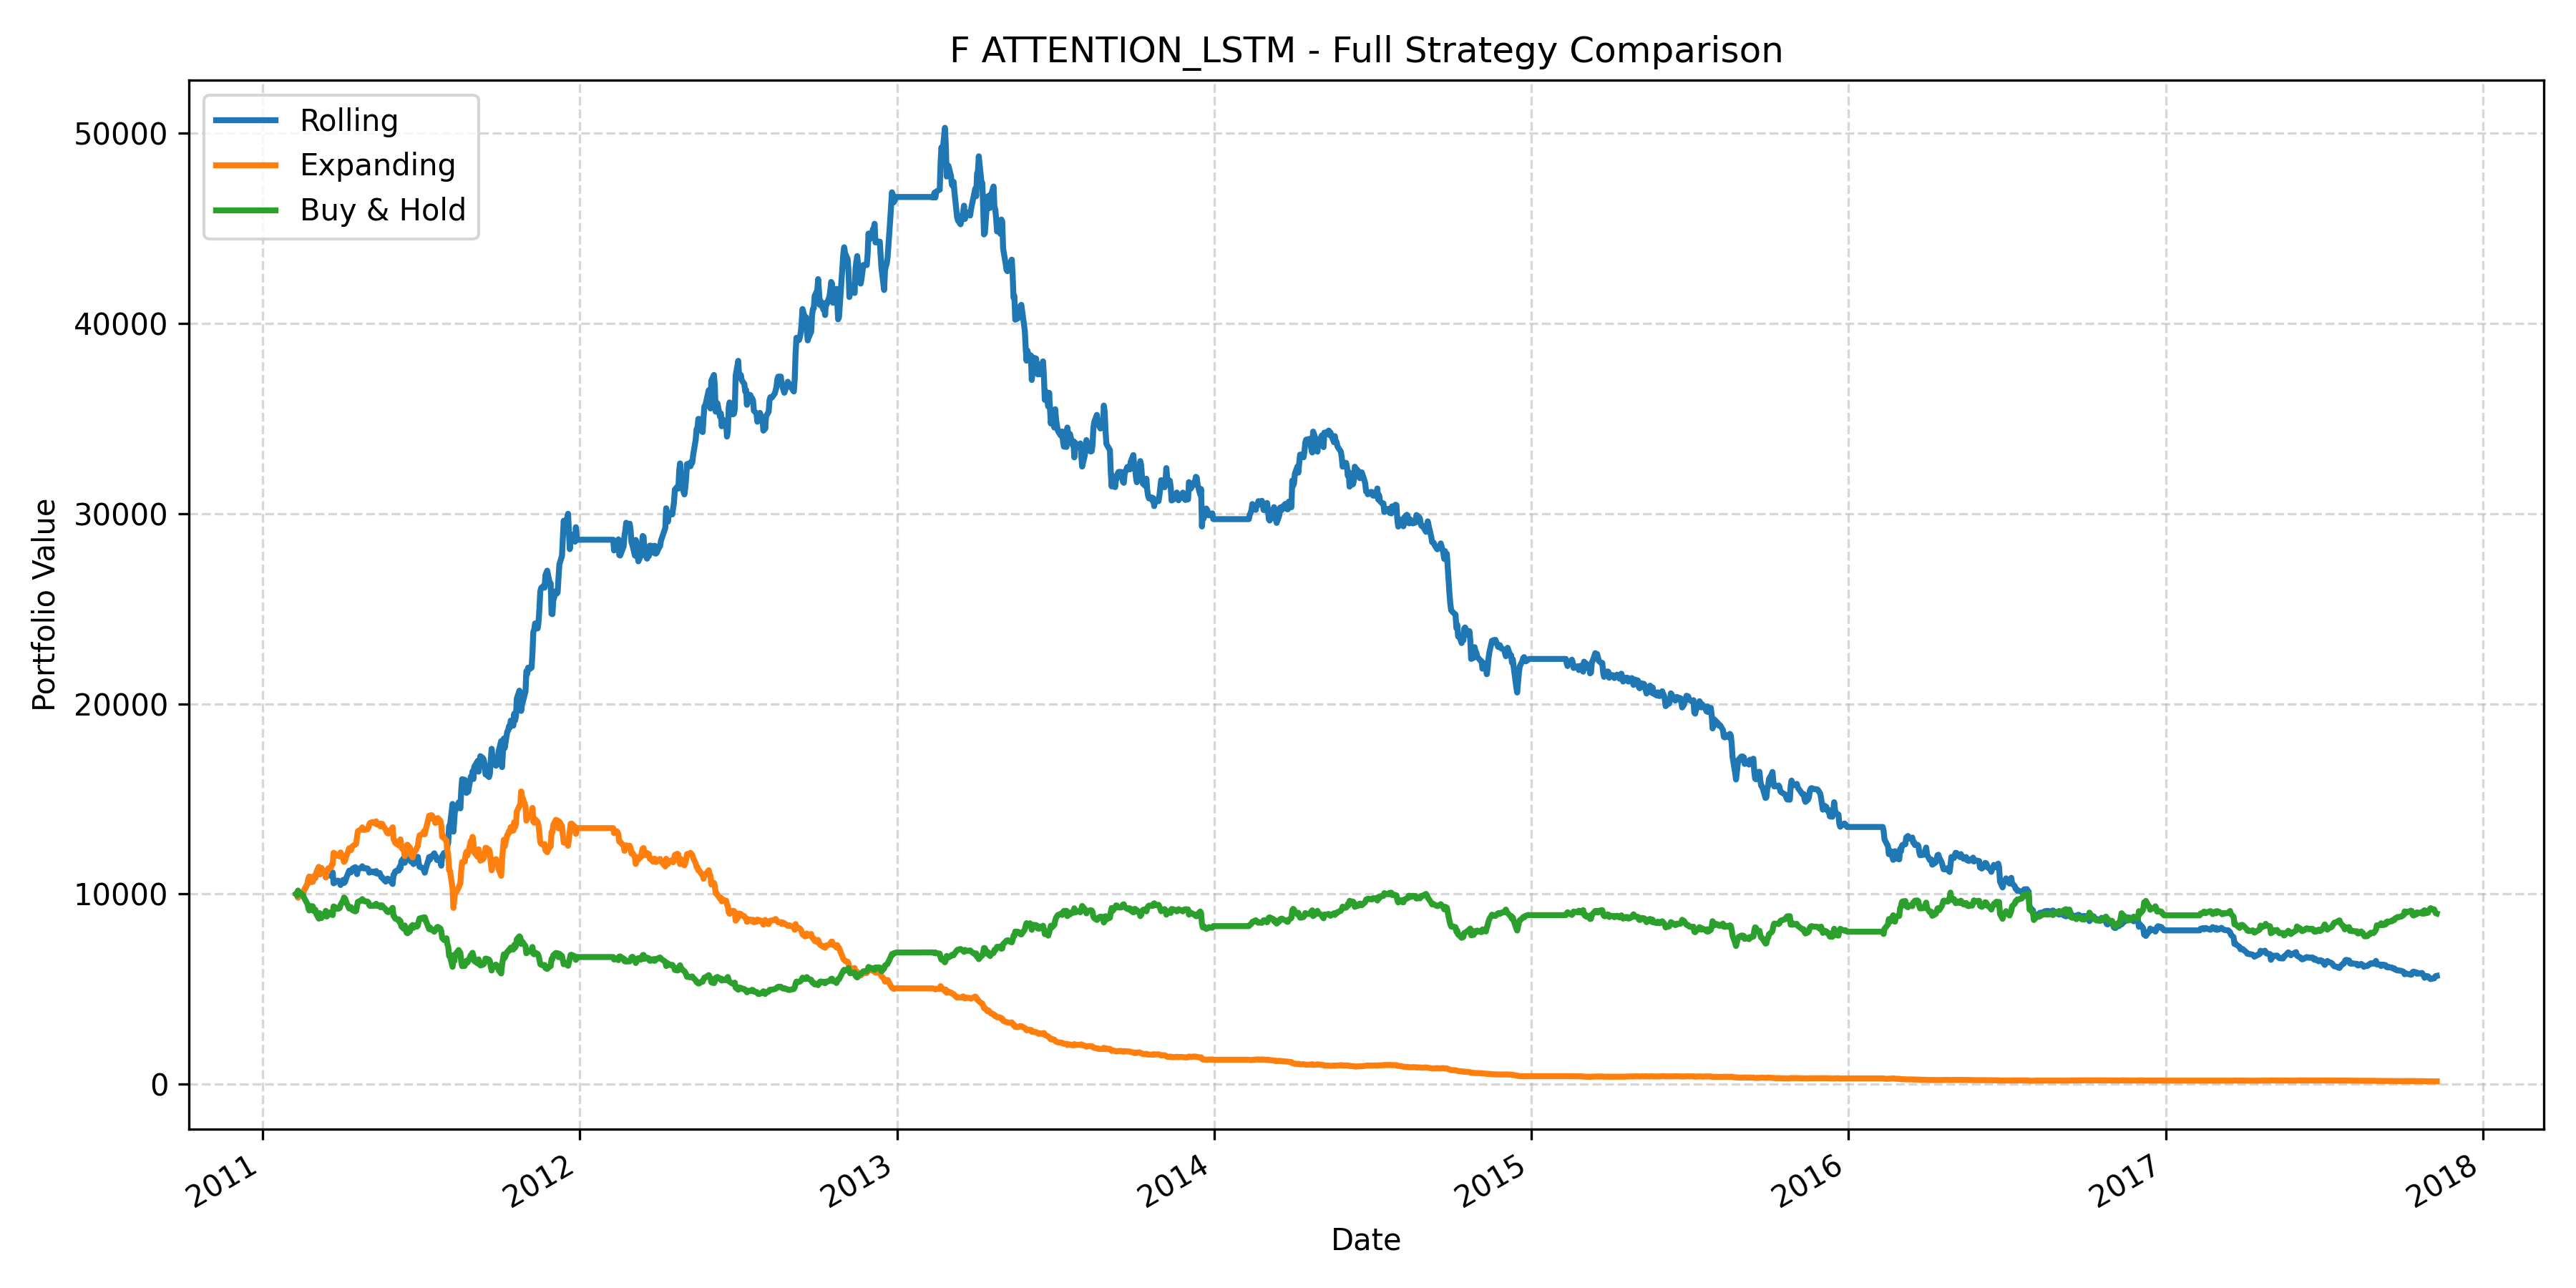 F ATTENTION_LSTM - Full Strategy Comparison
Rolling
Expanding
Buy & Hold
Portfolio Value
50000
40000
30000
20000
10000
0
2011
2012
2013
2014
2015
2016
2017
2018
Date